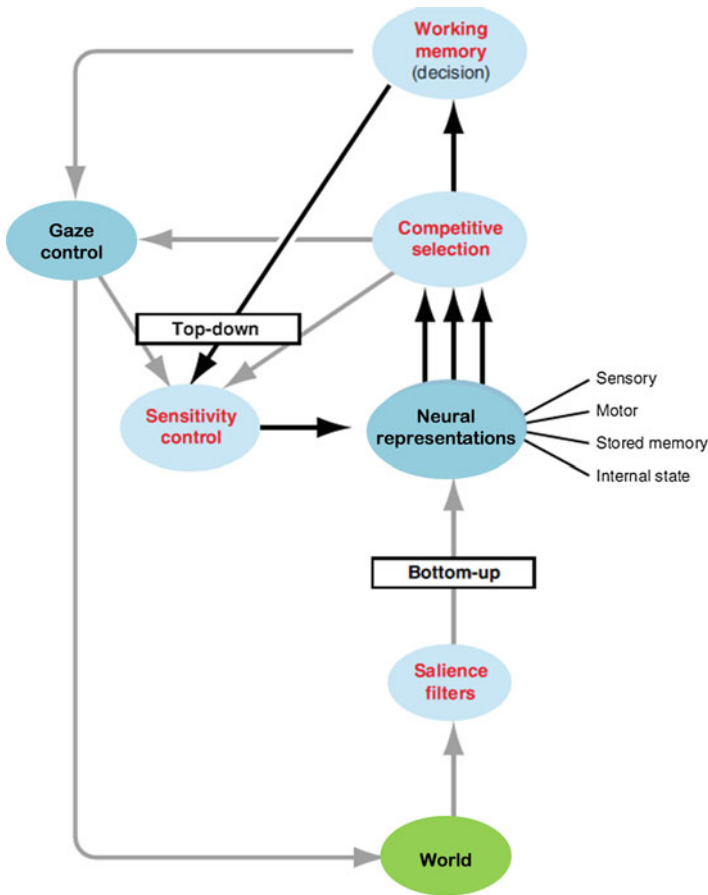 Working
memory
(decision)
Gaze
control
Competitive
selection
Top-down
Sensitivity
control
Neural
representations
Sensory
Motor
Stored memory
Internal state
Bottom-up
Salience
filters
World